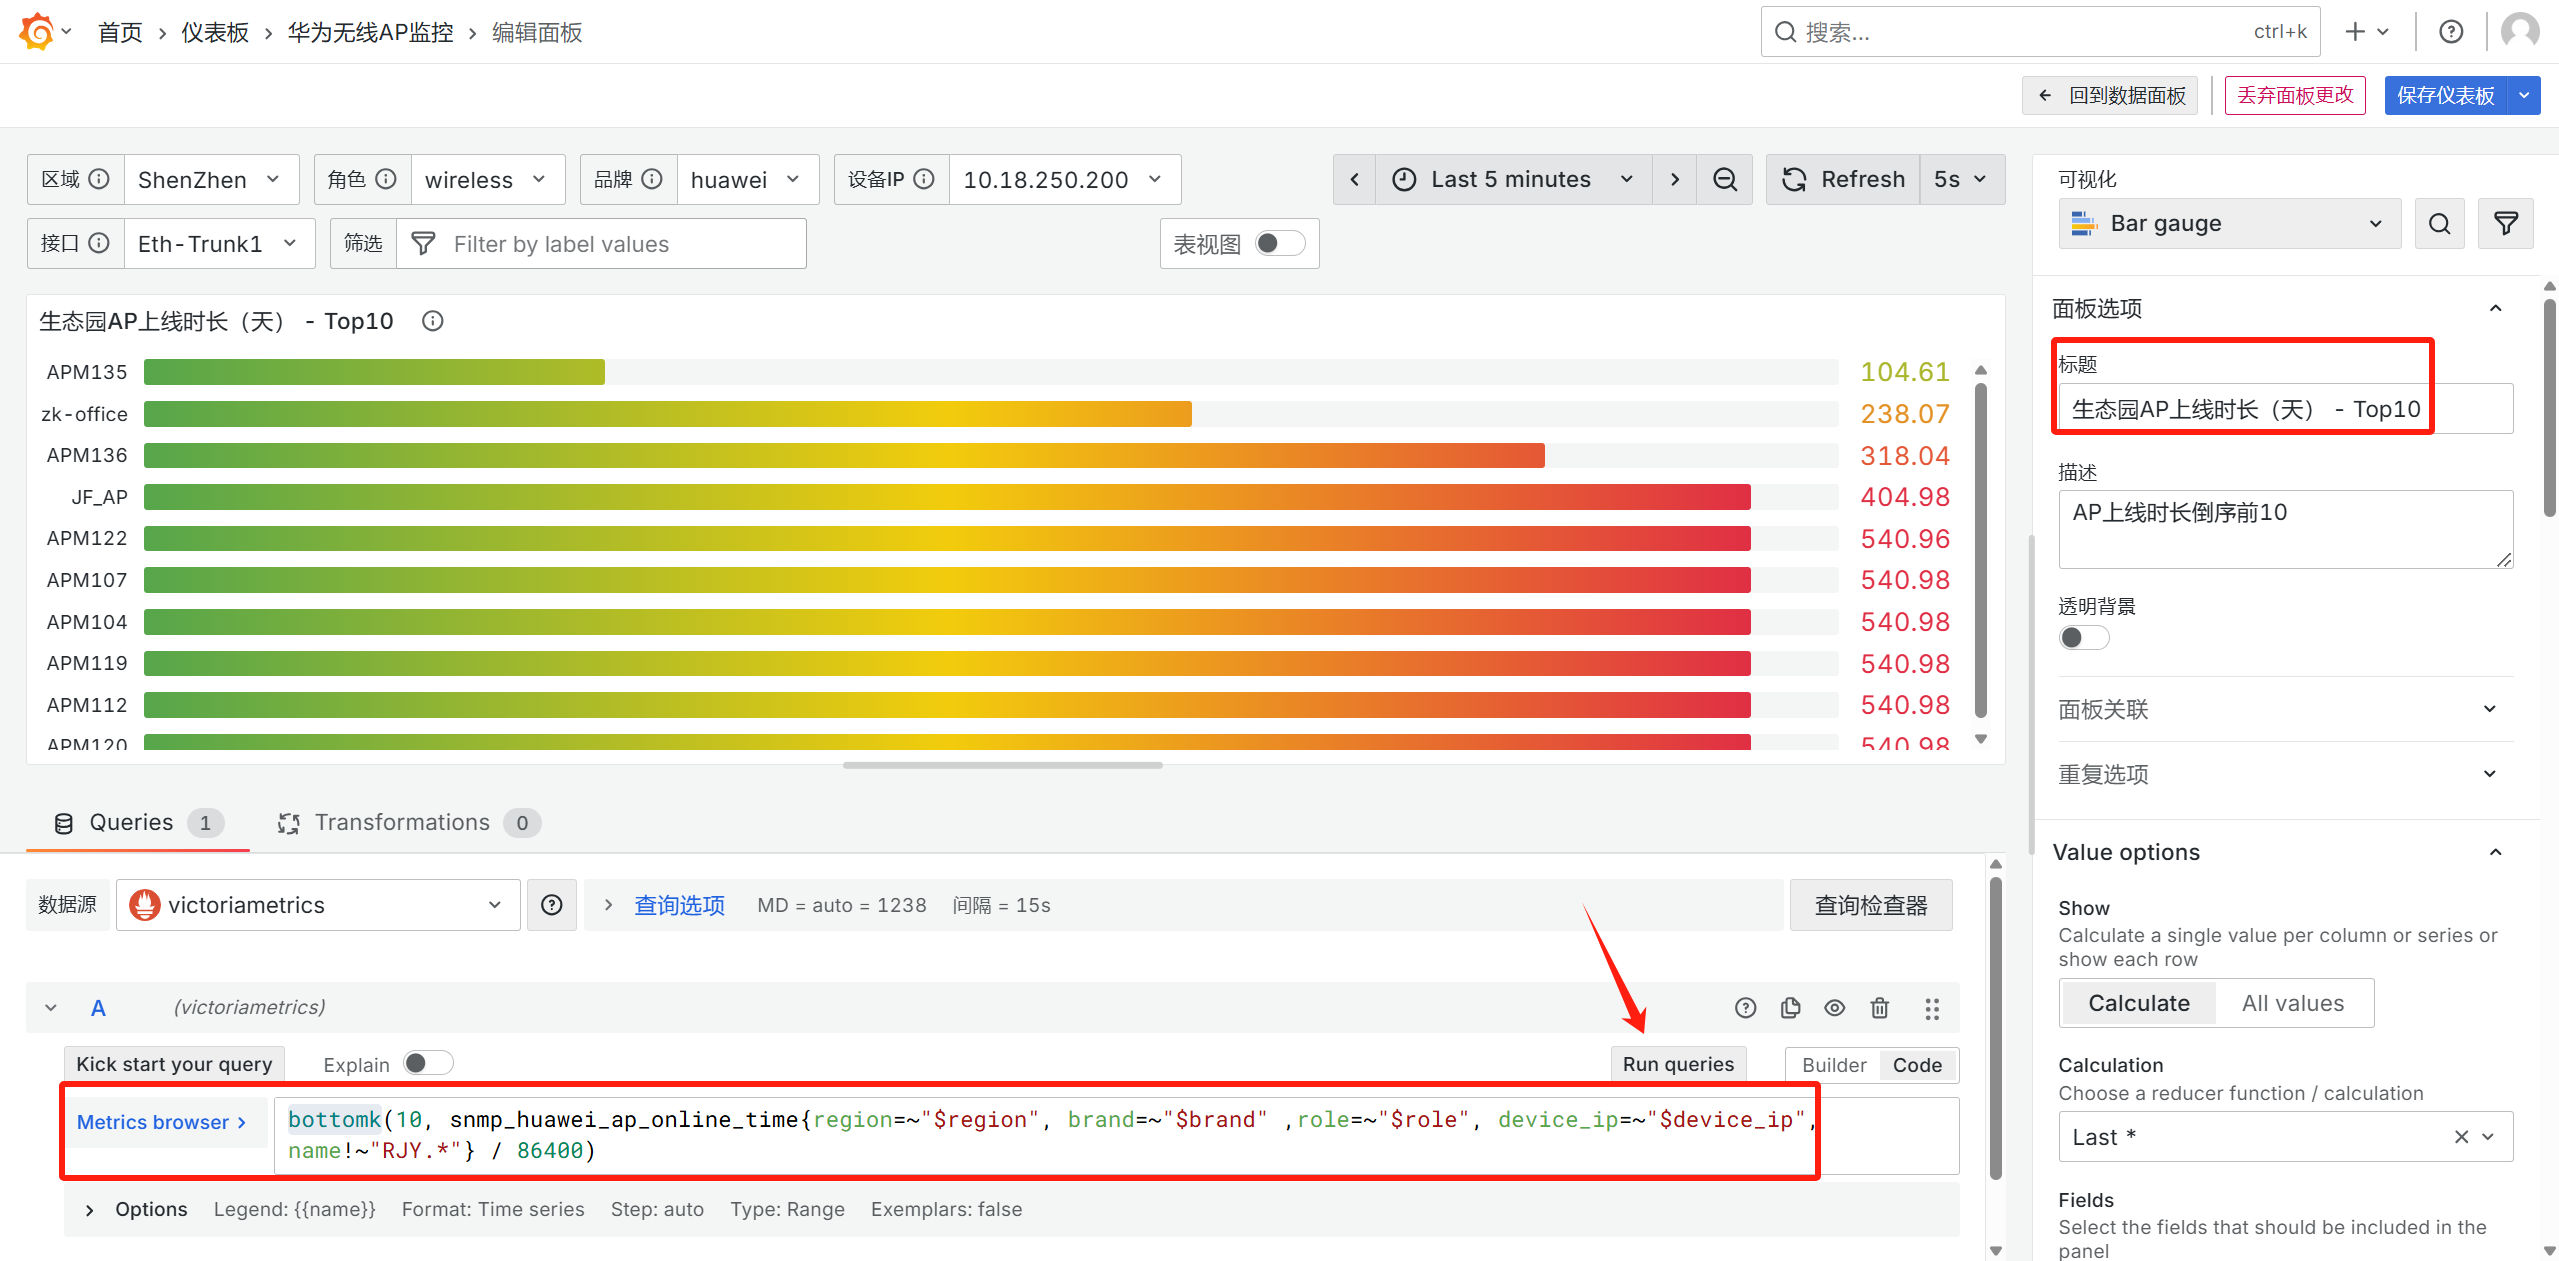 首页 › 仪表板 › 华为无线AP监控 › 编辑面板
搜索... ctrl+k
回到数据面板 丢弃面板更改 保存仪表板
区域 ShenZhen 角色 wireless 品牌 huawei 设备IP 10.18.250.200 Last 5 minutes Refresh 5s
接口 Eth-Trunk1 筛选 Filter by label values 表视图
生态园AP上线时长（天） - Top10
APM135 104.61
zk-office 238.07
APM136 318.04
JF_AP 404.98
APM122 540.96
APM107 540.98
APM104 540.98
APM119 540.98
APM112 540.98
APM120 540.98
Queries 1 Transformations 0
数据源 victoriametrics › 查询选项 MD = auto = 1238 间隔 = 15s 查询检查器
A (victoriametrics)
Kick start your query Explain Run queries Builder Code
Metrics browser › bottomk(10, snmp_huawei_ap_online_time{region=~"$region", brand=~"$brand" ,role=~"$role", device_ip=~"$device_ip",
name!~"RJY.*"} / 86400)
› Options Legend: {{name}} Format: Time series Step: auto Type: Range Exemplars: false
可视化
Bar gauge
面板选项
标题
生态园AP上线时长（天） - Top10
描述
AP上线时长倒序前10
透明背景
面板关联
重复选项
Value options
Show
Calculate a single value per column or series or
show each row
Calculate All values
Calculation
Choose a reducer function / calculation
Last *
Fields
Select the fields that should be included in the
panel